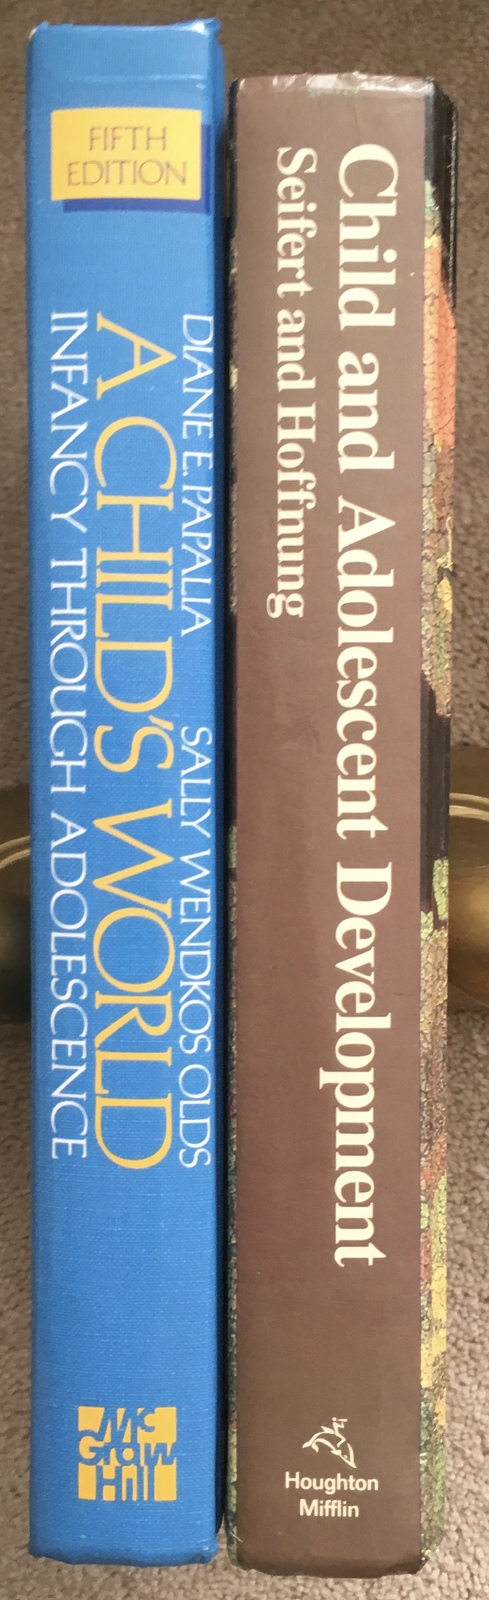 FIFTH
EDITION
DIANE E. PAPALIA SALLY WENDKOS OLDS
A CHILD'S WORLD
INFANCY THROUGH ADOLESCENCE
Mc
Graw
Hill
Child and Adolescent Development
Seifert and Hoffnung
Houghton
Mifflin